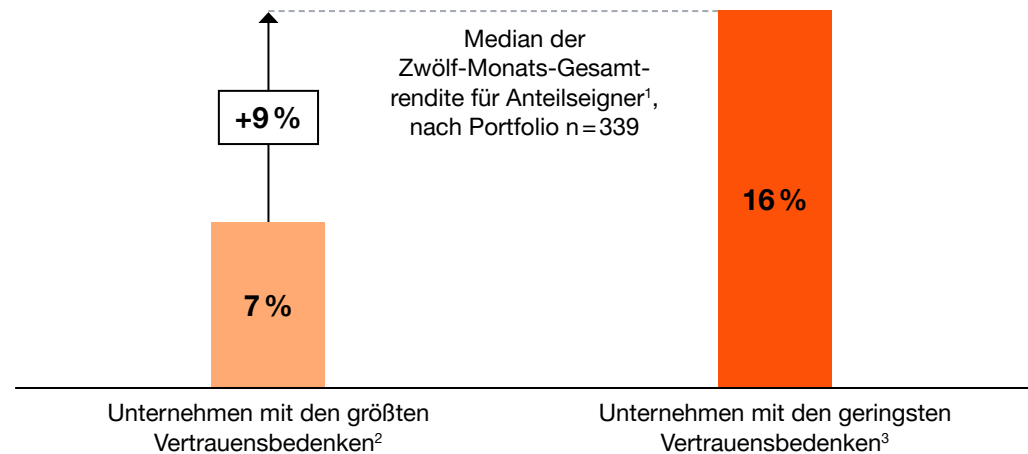 Median der
Zwölf-Monats-Gesamt-
rendite für Anteilseigner¹,
nach Portfolio n = 339
+9 %
7 %
16 %
Unternehmen mit den größten
Vertrauensbedenken²
Unternehmen mit den geringsten
Vertrauensbedenken³